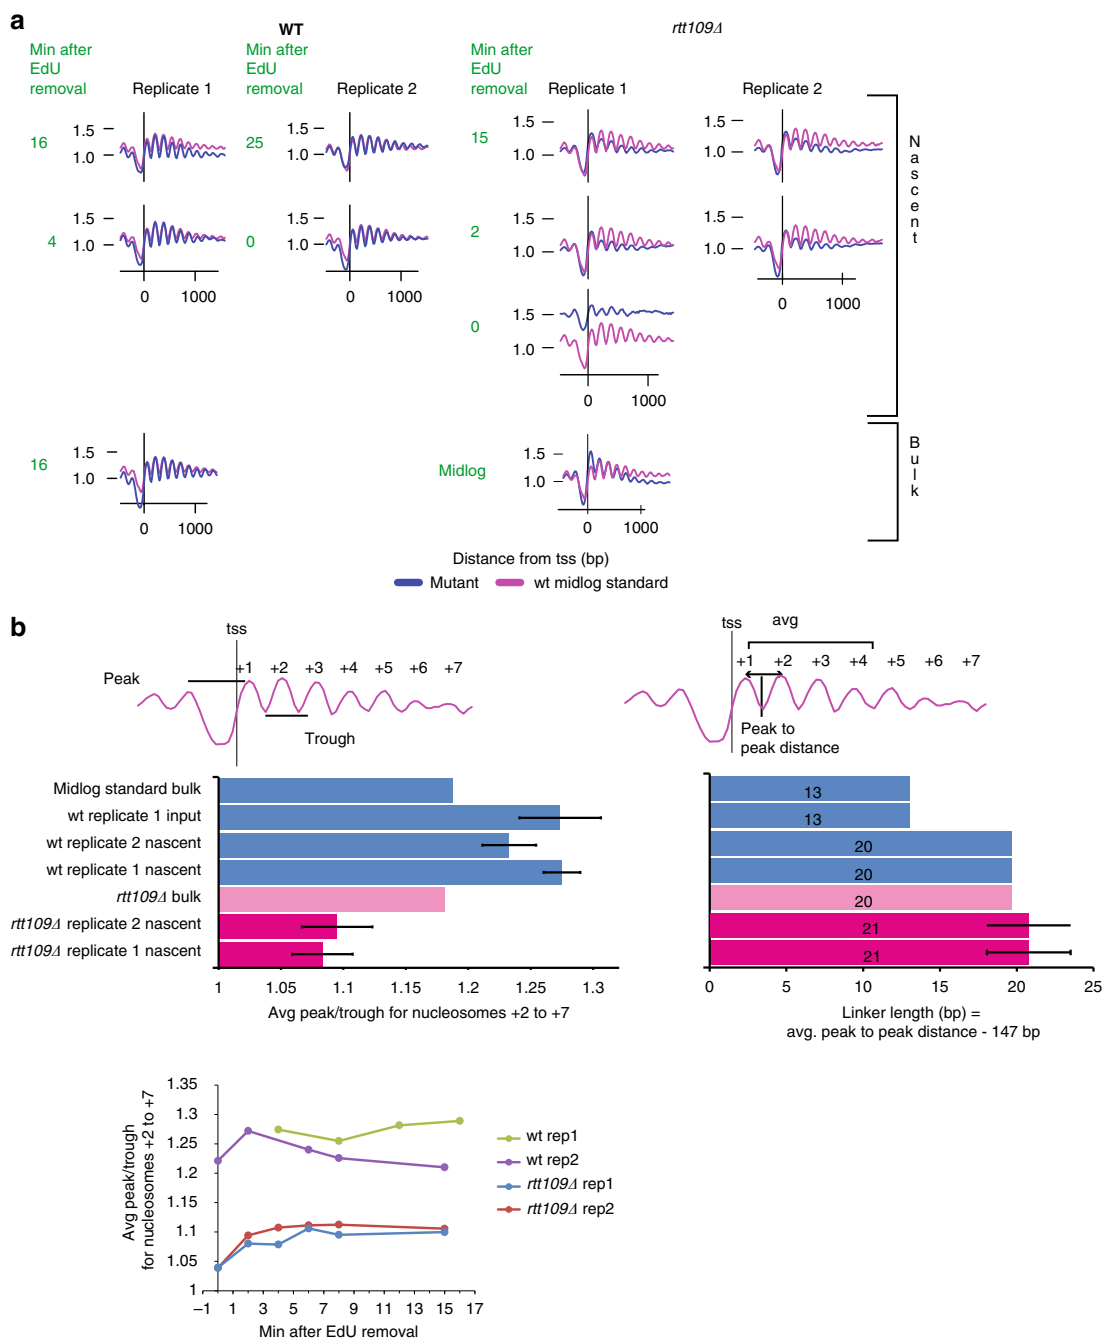 a
WT
rtt109Δ
Min after
EdU
removal
Replicate 1
Min after
EdU
removal
Replicate 2
Min after
EdU
removal
Replicate 1
Replicate 2
16
1.5
1.0
25
1.5
1.0
15
1.5
1.0
1.5
1.0
4
1.5
1.0
0
1000
0
1.5
1.0
0
1000
2
1.5
1.0
1.5
1.0
0
1000
0
1.5
1.0
0
1000
Nascent
16
1.5
1.0
0
1000
Midlog
1.5
1.0
0
1000
Bulk
Distance from tss (bp)
Mutant
wt midlog standard
b
tss
Peak
+1 +2 +3 +4 +5 +6 +7
Trough
tss
avg
+1 +2 +3 +4 +5 +6 +7
Peak to
peak distance
Midlog standard bulk
wt replicate 1 input
wt replicate 2 nascent
wt replicate 1 nascent
rtt109Δ bulk
rtt109Δ replicate 2 nascent
rtt109Δ replicate 1 nascent
1 1.05 1.1 1.15 1.2 1.25 1.3
Avg peak/trough for nucleosomes +2 to +7
13
13
20
20
20
21
21
0 5 10 15 20 25
Linker length (bp) =
avg. peak to peak distance - 147 bp
Avg peak/trough
for nucleosomes +2 to +7
1.35
1.3
1.25
1.2
1.15
1.1
1.05
1
−1 1 3 5 7 9 11 13 15 17
Min after EdU removal
wt rep1
wt rep2
rtt109Δ rep1
rtt109Δ rep2